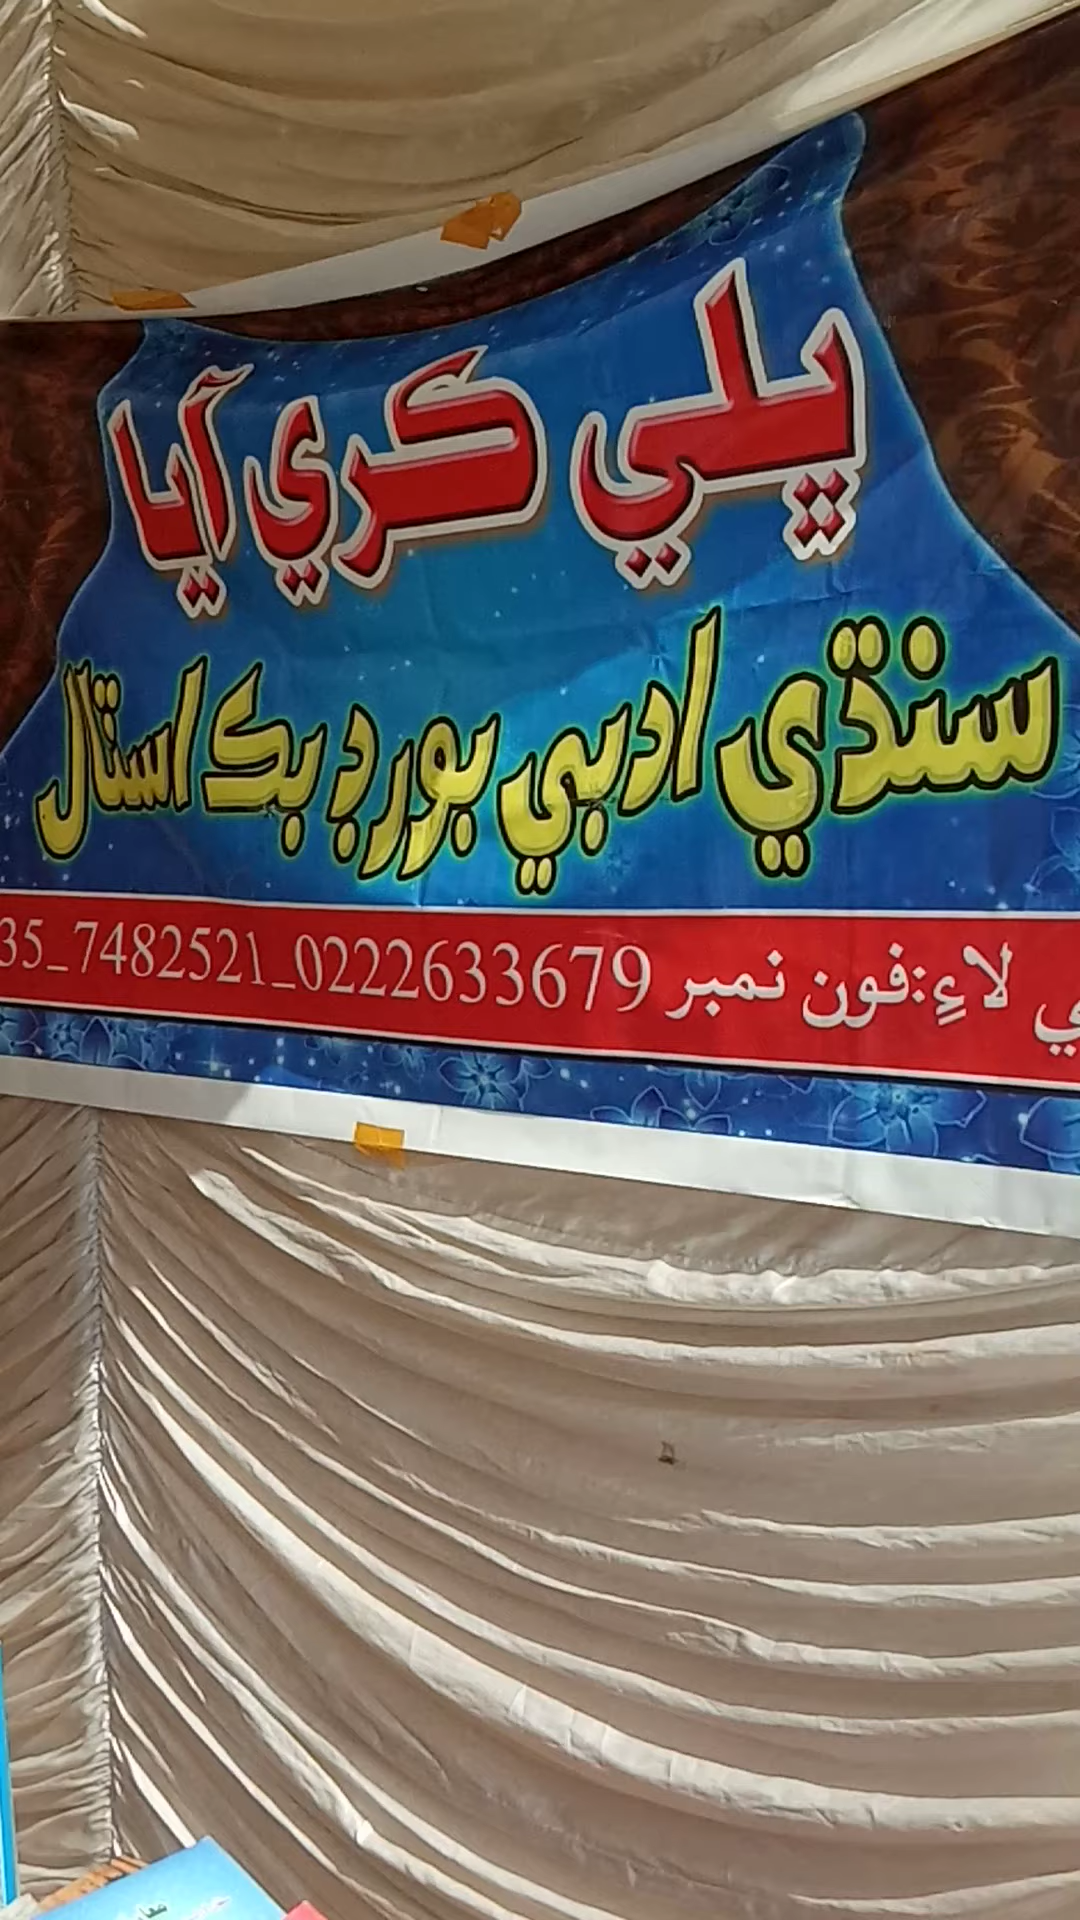 ڀلي ڪري آيا
سنڌي ادبي بورڊ بڪ اسٽال
لاءِ:فون نمبر 0222633679_7482521_35